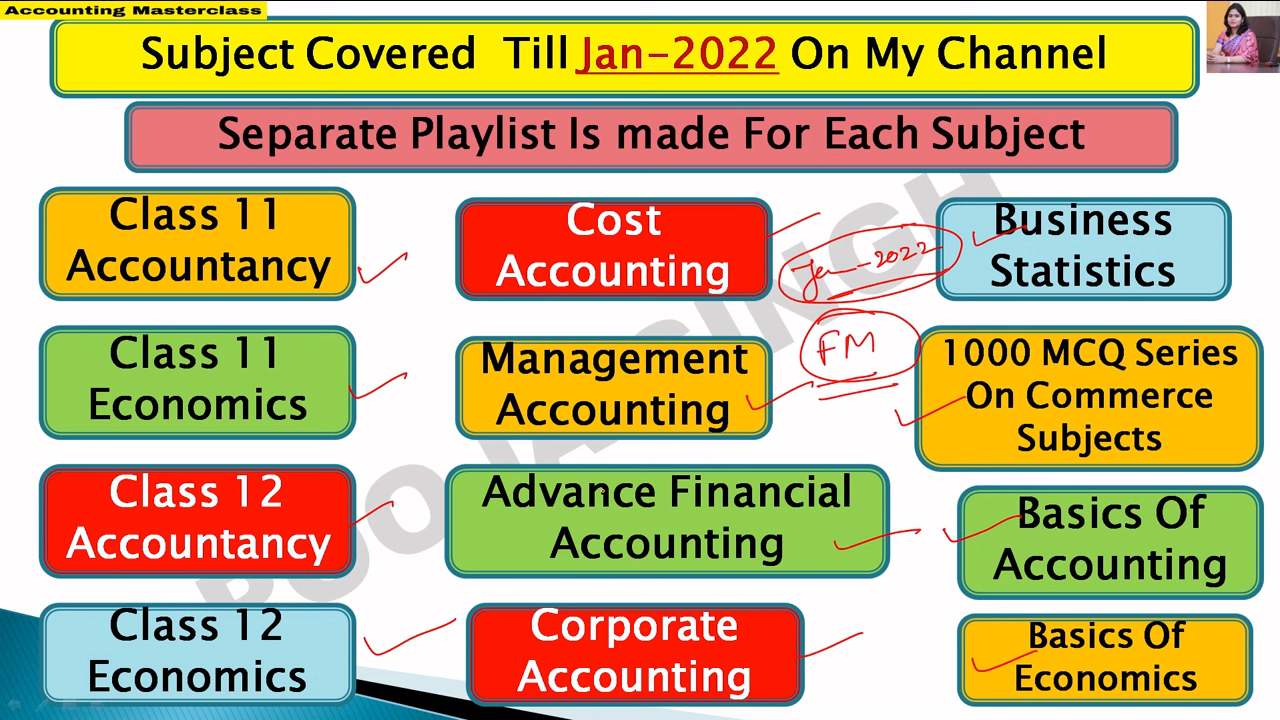 Accounting Masterclass
Subject Covered Till Jan-2022 On My Channel
Separate Playlist Is made For Each Subject
Class 11
Accountancy
Class 11
Economics
Class 12
Accountancy
Class 12
Economics
Cost
Accounting
Management
Accounting
Advance Financial
Accounting
Corporate
Accounting
Jan-2022
FM
Business
Statistics
1000 MCQ Series
On Commerce
Subjects
Basics Of
Accounting
Basics Of
Economics
POOJA SINGH